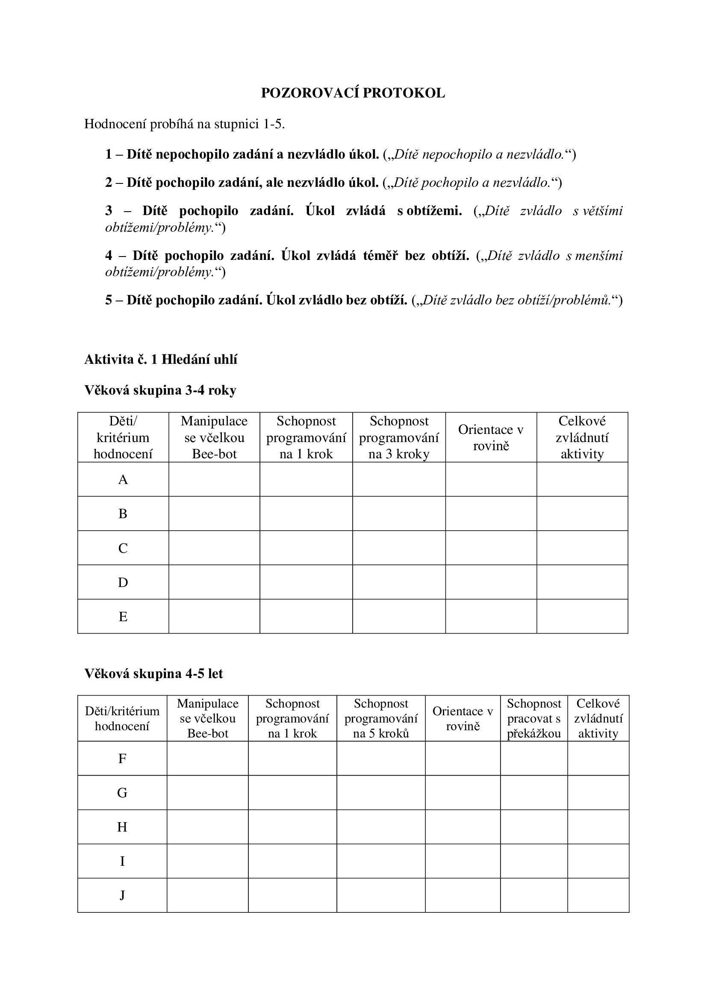 POZOROVACÍ PROTOKOL
Hodnocení probíhá na stupnici 1-5.
1 – Dítě nepochopilo zadání a nezvládlo úkol. („Dítě nepochopilo a nezvládlo.“)
2 – Dítě pochopilo zadání, ale nezvládlo úkol. („Dítě pochopilo a nezvládlo.“)
3 – Dítě pochopilo zadání. Úkol zvládá s obtížemi. („Dítě zvládlo s většími
obtížemi/problémy.“)
4 – Dítě pochopilo zadání. Úkol zvládá téměř bez obtíží. („Dítě zvládlo s menšími
obtížemi/problémy.“)
5 – Dítě pochopilo zadání. Úkol zvládlo bez obtíží. („Dítě zvládlo bez obtíží/problémů.“)
Aktivita č. 1 Hledání uhlí
Věková skupina 3-4 roky
Děti/
kritérium
hodnocení
Manipulace
se včelkou
Bee-bot
Schopnost
programování
na 1 krok
Schopnost
programování
na 3 kroky
Orientace v
rovině
Celkové
zvládnutí
aktivity
A
B
C
D
E
Věková skupina 4-5 let
Děti/kritérium
hodnocení
Manipulace
se včelkou
Bee-bot
Schopnost
programování
na 1 krok
Schopnost
programování
na 5 kroků
Orientace v
rovině
Schopnost
pracovat s
překážkou
Celkové
zvládnutí
aktivity
F
G
H
I
J